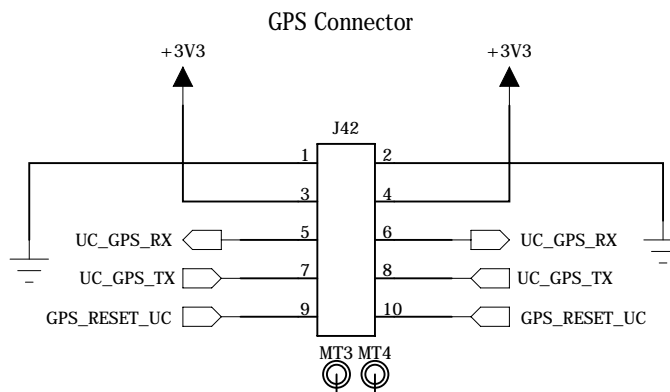 GPS Connector
+3V3 +3V3
J42
1 2
3 4
UC_GPS_RX 5 6 UC_GPS_RX
UC_GPS_TX 7 8 UC_GPS_TX
GPS_RESET_UC 9 10 GPS_RESET_UC
MT3 MT4